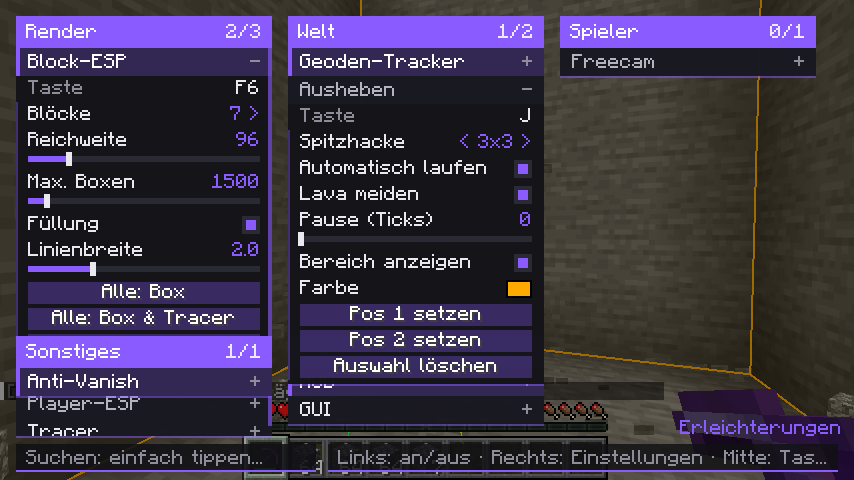 Render 2/3
Block-ESP −
Taste F6
Blöcke 7 >
Reichweite 96
Max. Boxen 1500
Füllung
Linienbreite 2.0
Alle: Box
Alle: Box & Tracer
Sonstiges 1/1
Anti-Vanish +
Player-ESP +
Tracer +
Welt 1/2
Geoden-Tracker +
Ausheben −
Taste J
Spitzhacke < 3x3 >
Automatisch laufen
Lava meiden
Pause (Ticks) 0
Bereich anzeigen
Farbe
Pos 1 setzen
Pos 2 setzen
Auswahl löschen
GUI +
Spieler 0/1
Freecam +
Erleichterungen
Suchen: einfach tippen...
Links: an/aus · Rechts: Einstellungen · Mitte: Tas...